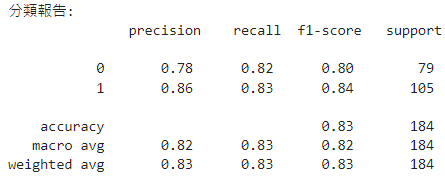 分類報告:
precision recall f1-score support
0 0.78 0.82 0.80 79
1 0.86 0.83 0.84 105
accuracy 0.83 184
macro avg 0.82 0.83 0.82 184
weighted avg 0.83 0.83 0.83 184